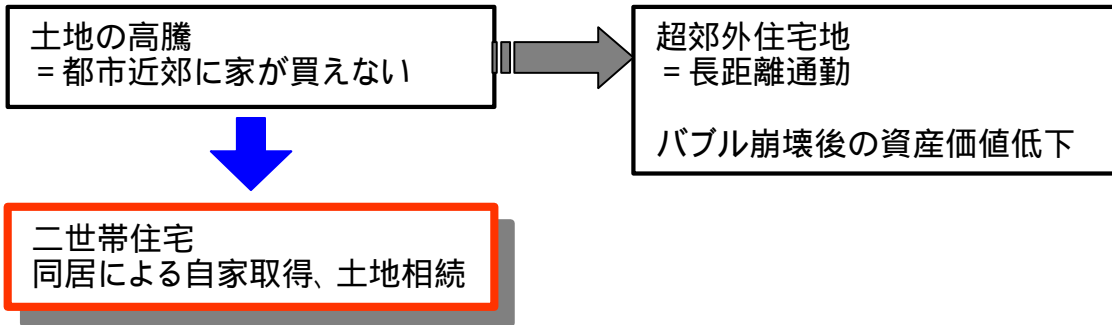 土地の高騰
=都市近郊に家が買えない
超郊外住宅地
=長距離通勤
バブル崩壊後の資産価値低下
二世帯住宅
同居による自家取得、土地相続